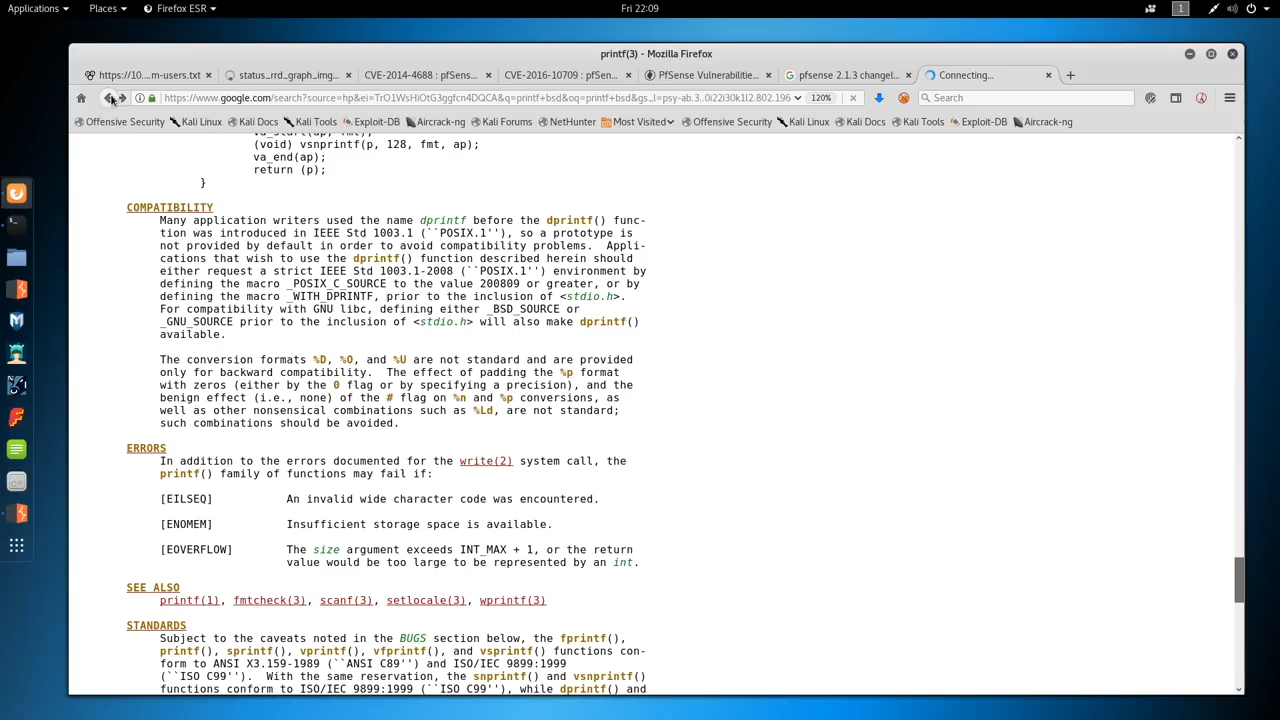 Applications Places Firefox ESR Fri 22:09 1
printf(3) - Mozilla Firefox
https://10....m-users.txt status_rrd_graph_img... CVE-2014-4688 : pfSens... CVE-2016-10709 : pfSen... PfSense Vulnerabilitie... pfsense 2.1.3 changel... Connecting...
https://www.google.com/search?source=hp&ei=TrO1WsHiOtG3ggfcn4DQCA&q=printf+bsd&oq=printf+bsd&gs_l=psy-ab.3...0i22i30k1l2.802.196 120% Search
Offensive Security Kali Linux Kali Docs Kali Tools Exploit-DB Aircrack-ng Kali Forums NetHunter Most Visited Offensive Security Kali Linux Kali Docs Kali Tools Exploit-DB Aircrack-ng
va_start(ap, fmt);
(void) vsnprintf(p, 128, fmt, ap);
va_end(ap);
return (p);
}
COMPATIBILITY
Many application writers used the name dprintf before the dprintf() func-
tion was introduced in IEEE Std 1003.1 (``POSIX.1''), so a prototype is
not provided by default in order to avoid compatibility problems. Appli-
cations that wish to use the dprintf() function described herein should
either request a strict IEEE Std 1003.1-2008 (``POSIX.1'') environment by
defining the macro _POSIX_C_SOURCE to the value 200809 or greater, or by
defining the macro _WITH_DPRINTF, prior to the inclusion of <stdio.h>.
For compatibility with GNU libc, defining either _BSD_SOURCE or
_GNU_SOURCE prior to the inclusion of <stdio.h> will also make dprintf()
available.
The conversion formats %D, %O, and %U are not standard and are provided
only for backward compatibility. The effect of padding the %p format
with zeros (either by the 0 flag or by specifying a precision), and the
benign effect (i.e., none) of the # flag on %n and %p conversions, as
well as other nonsensical combinations such as %Ld, are not standard;
such combinations should be avoided.
ERRORS
In addition to the errors documented for the write(2) system call, the
printf() family of functions may fail if:
[EILSEQ] An invalid wide character code was encountered.
[ENOMEM] Insufficient storage space is available.
[EOVERFLOW] The size argument exceeds INT_MAX + 1, or the return
value would be too large to be represented by an int.
SEE ALSO
printf(1), fmtcheck(3), scanf(3), setlocale(3), wprintf(3)
STANDARDS
Subject to the caveats noted in the BUGS section below, the fprintf(),
printf(), sprintf(), vprintf(), vfprintf(), and vsprintf() functions con-
form to ANSI X3.159-1989 (``ANSI C89'') and ISO/IEC 9899:1999
(``ISO C99''). With the same reservation, the snprintf() and vsnprintf()
functions conform to ISO/IEC 9899:1999 (``ISO C99''), while dprintf() and